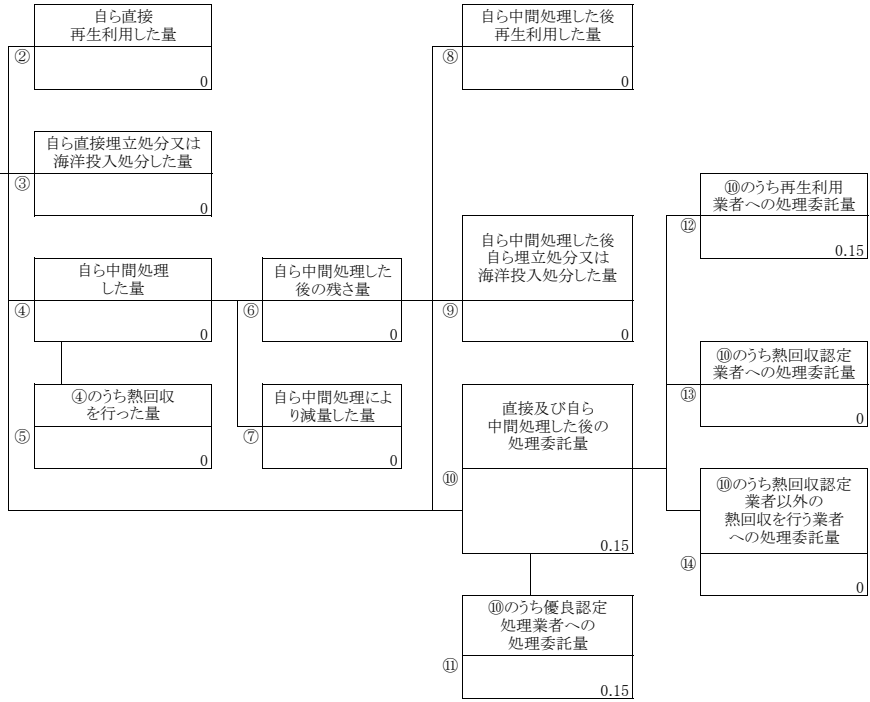 自ら直接
再生利用した量
②
0
自ら直接埋立処分又は
海洋投入処分した量
③
0
自ら中間処理
した量
④
0
④のうち熱回収
を行った量
⑤
0
自ら中間処理した
後の残さ量
⑥
0
自ら中間処理によ
り減量した量
⑦
0
自ら中間処理した後
再生利用した量
⑧
0
自ら中間処理した後
自ら埋立処分又は
海洋投入処分した量
⑨
0
直接及び自ら
中間処理した後の
処理委託量
⑩
0.15
⑩のうち優良認定
処理業者への
処理委託量
⑪
0.15
⑩のうち再生利用
業者への処理委託量
⑫
0.15
⑩のうち熱回収認定
業者への処理委託量
⑬
0
⑩のうち熱回収認定
業者以外の
熱回収を行う業者
への処理委託量
⑭
0